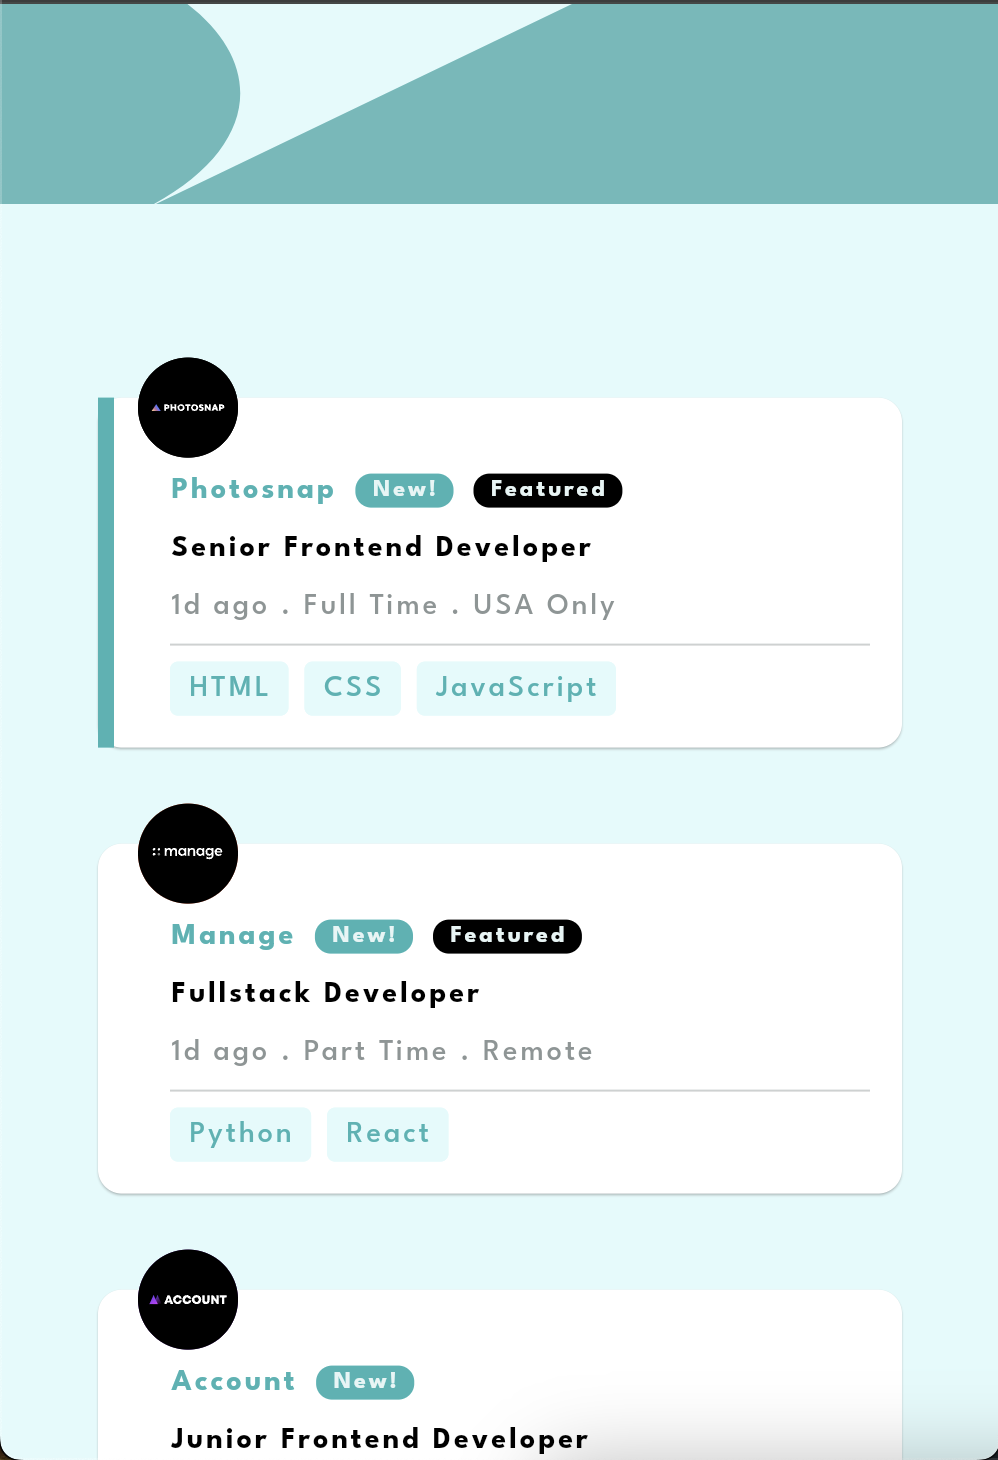 PHOTOSNAP
Photosnap New! Featured
Senior Frontend Developer
1d ago . Full Time . USA Only
HTML CSS JavaScript
manage
Manage New! Featured
Fullstack Developer
1d ago . Part Time . Remote
Python React
ACCOUNT
Account New!
Junior Frontend Developer